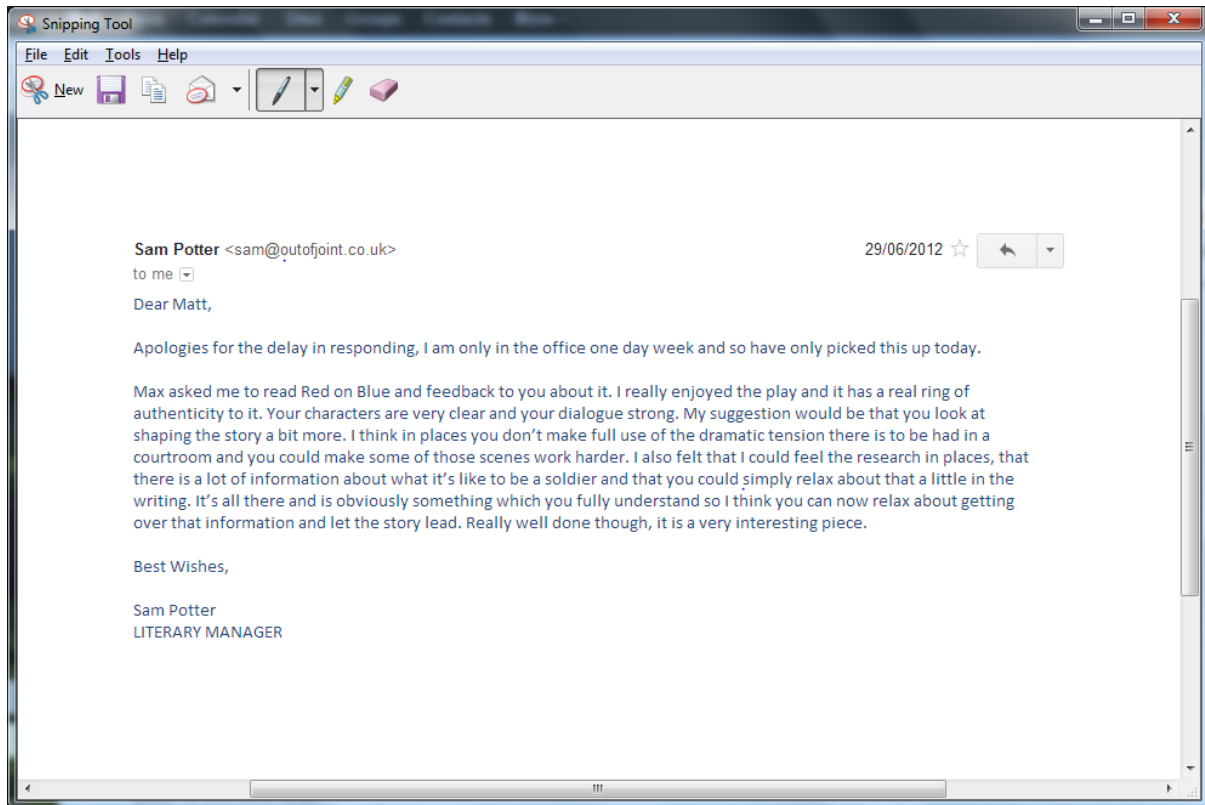 Snipping Tool
File Edit Tools Help
New
Sam Potter <sam@outofjoint.co.uk> 29/06/2012
to me
Dear Matt,
Apologies for the delay in responding, I am only in the office one day week and so have only picked this up today.
Max asked me to read Red on Blue and feedback to you about it. I really enjoyed the play and it has a real ring of
authenticity to it. Your characters are very clear and your dialogue strong. My suggestion would be that you look at
shaping the story a bit more. I think in places you don’t make full use of the dramatic tension there is to be had in a
courtroom and you could make some of those scenes work harder. I also felt that I could feel the research in places, that
there is a lot of information about what it’s like to be a soldier and that you could simply relax about that a little in the
writing. It’s all there and is obviously something which you fully understand so I think you can now relax about getting
over that information and let the story lead. Really well done though, it is a very interesting piece.
Best Wishes,
Sam Potter
LITERARY MANAGER